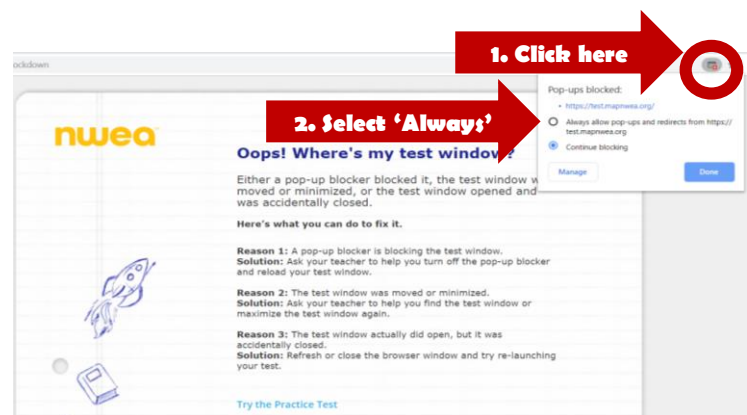 1. Click here
ockdown
Pop-ups blocked:
• https://test.mapnwea.org/
2. Select ‘Always’
Always allow pop-ups and redirects from https://
test.mapnwea.org
Continue blocking
Manage
Done
nwea
Oops! Where's my test window?
Either a pop-up blocker blocked it, the test window w
moved or minimized, or the test window opened and
was accidentally closed.
Here's what you can do to fix it.
Reason 1: A pop-up blocker is blocking the test window.
Solution: Ask your teacher to help you turn off the pop-up blocker
and reload your test window.
Reason 2: The test window was moved or minimized.
Solution: Ask your teacher to help you find the test window or
maximize the test window again.
Reason 3: The test window actually did open, but it was
accidentally closed.
Solution: Refresh or close the browser window and try re-launching
your test.
Try the Practice Test